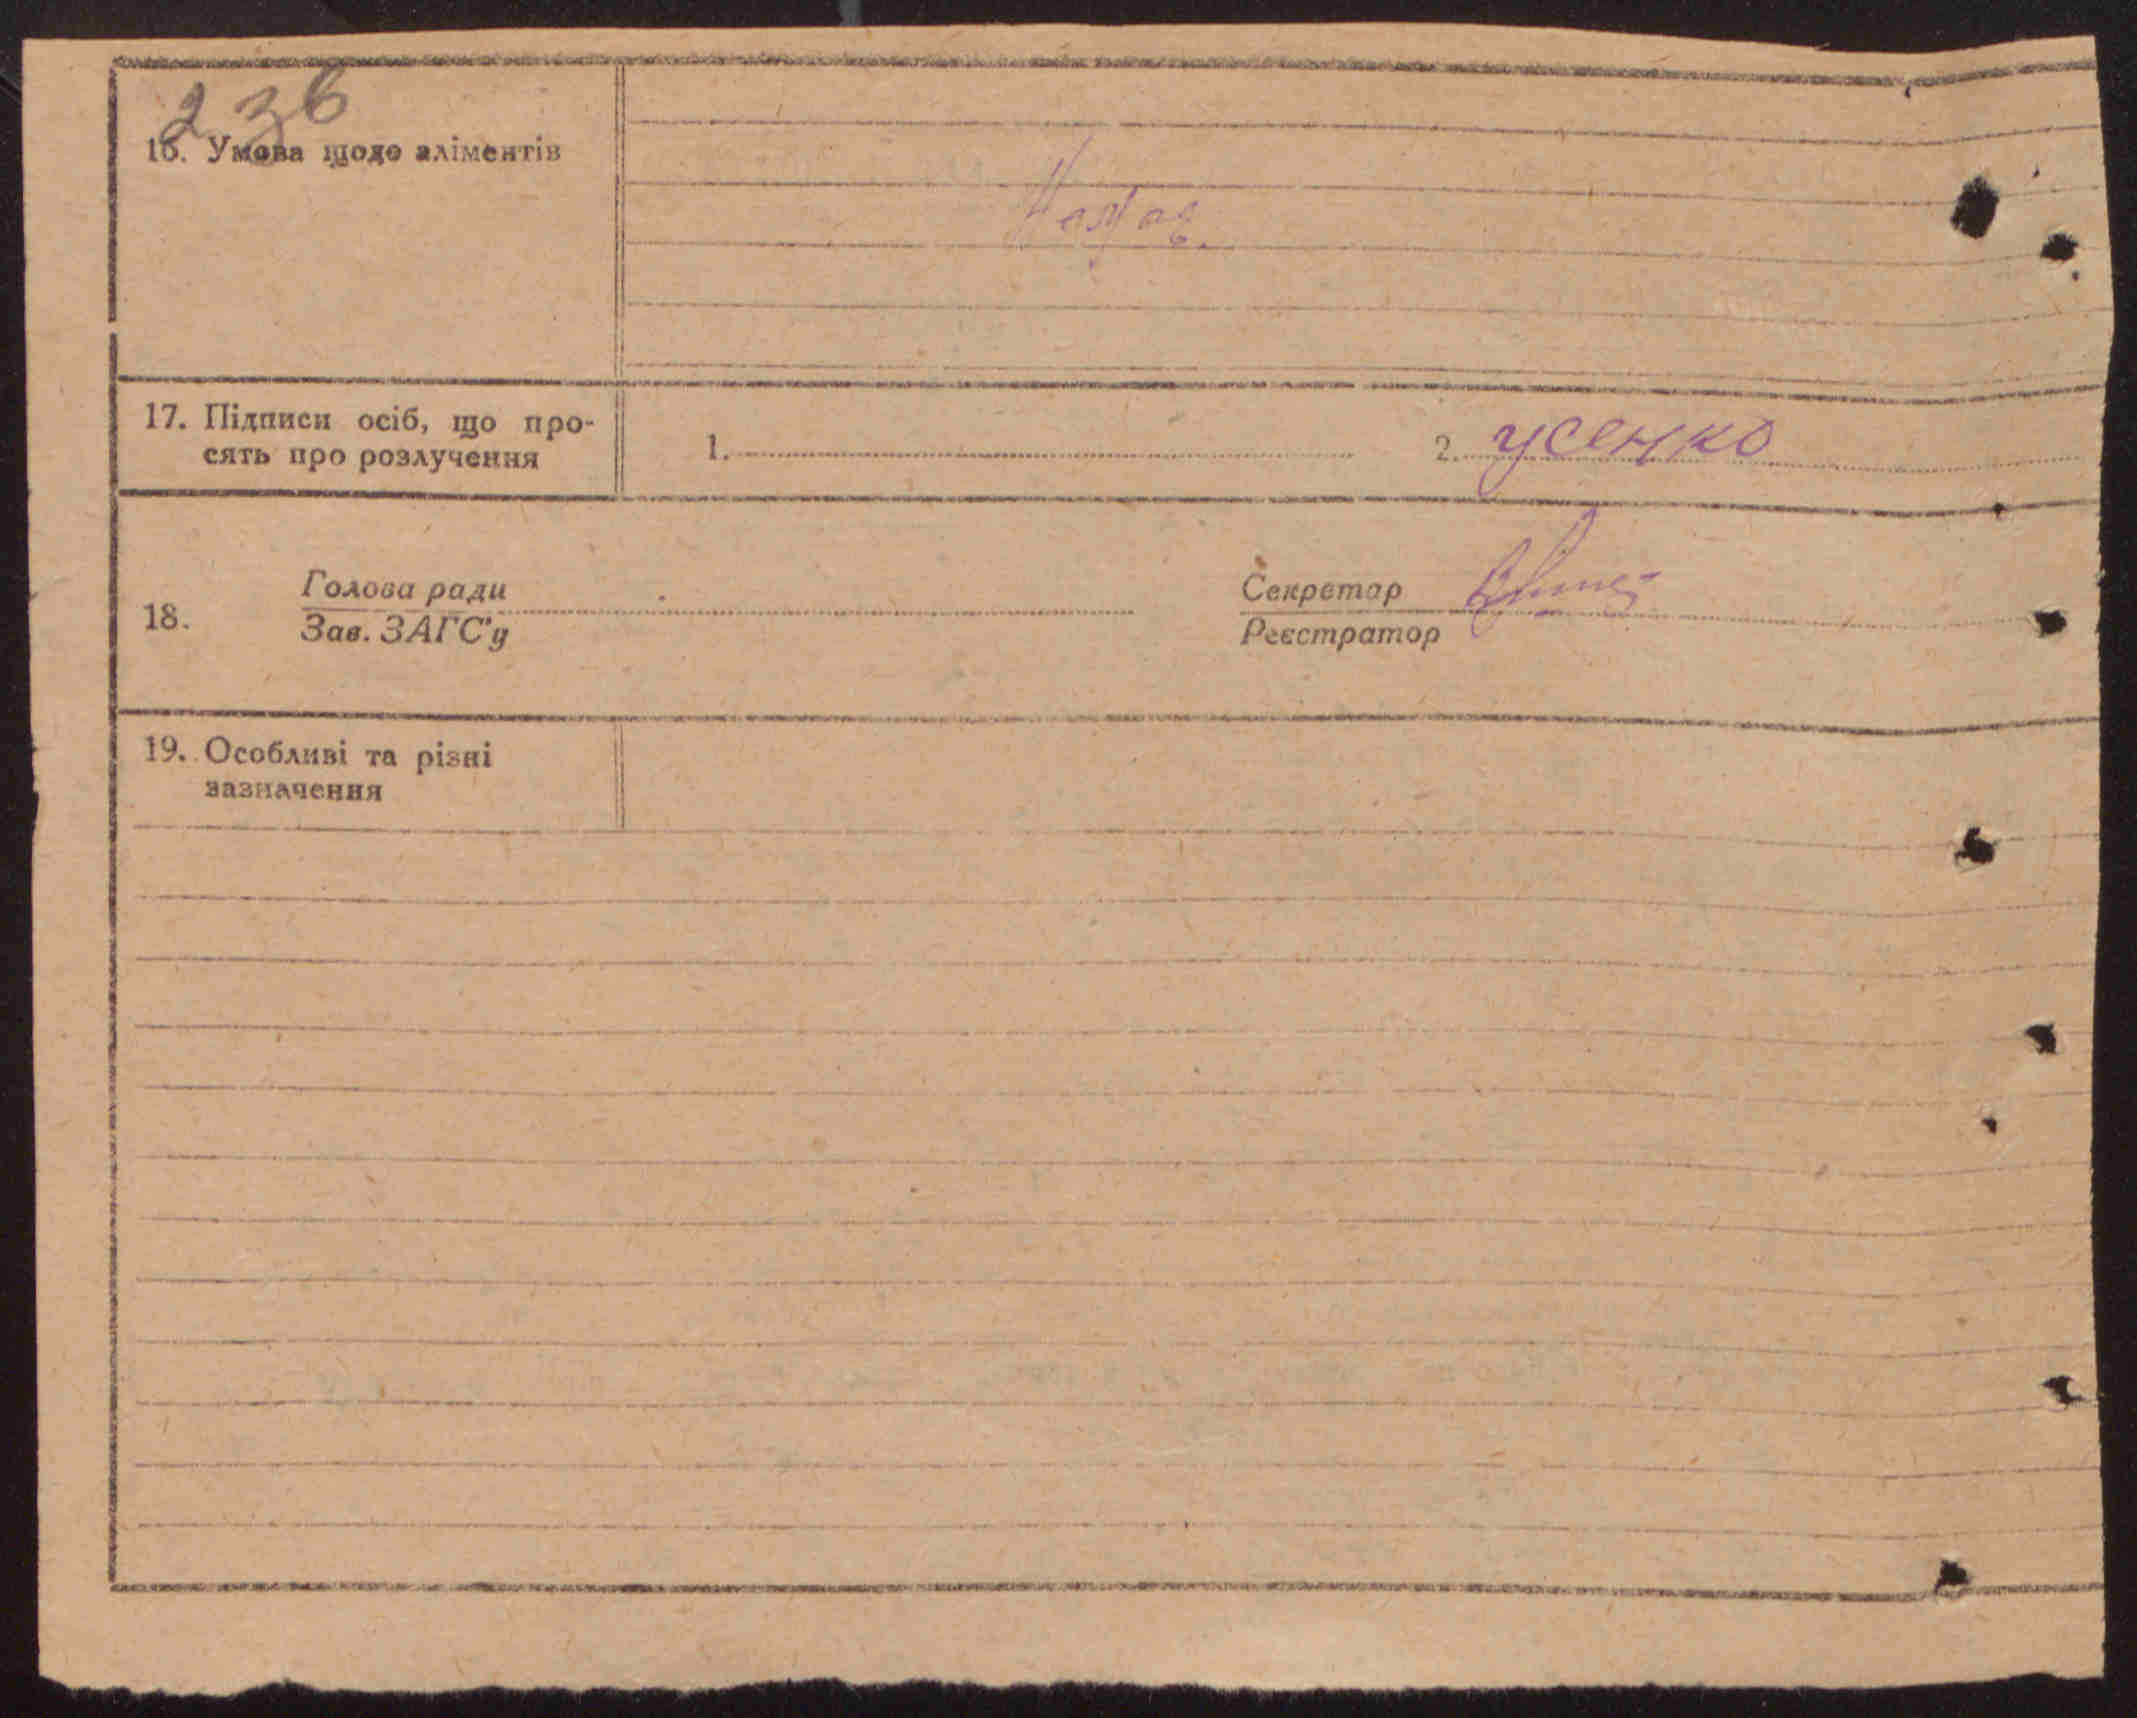 236
16. Умова щодо аліментів
17. Підписи осіб, що про-
сять про розлучення
1.
2. усенко
18.
Голова ради
Зав. ЗАГС'у
Секретар
Реєстратор
19. Особливі та різні
зазначення